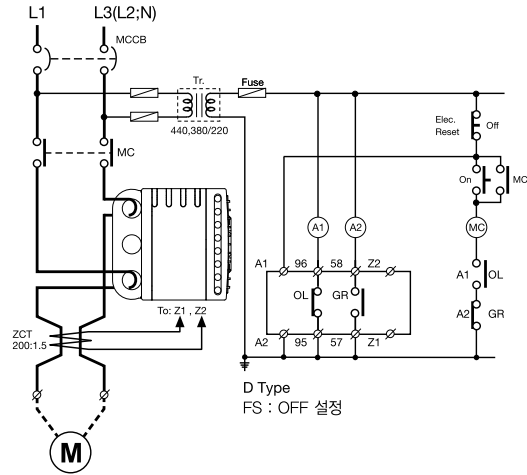 L1 L3(L2;N)
MCCB
Tr.
Fuse
440,380/220
Elec.
Reset
Off
MC
On
MC
A1
A2
MC
A1 96 58 Z2
A1 OL
OL GR
To: Z1 , Z2
A2 GR
ZCT
200:1.5
A2 95 57 Z1
D Type
FS : OFF 설정
M